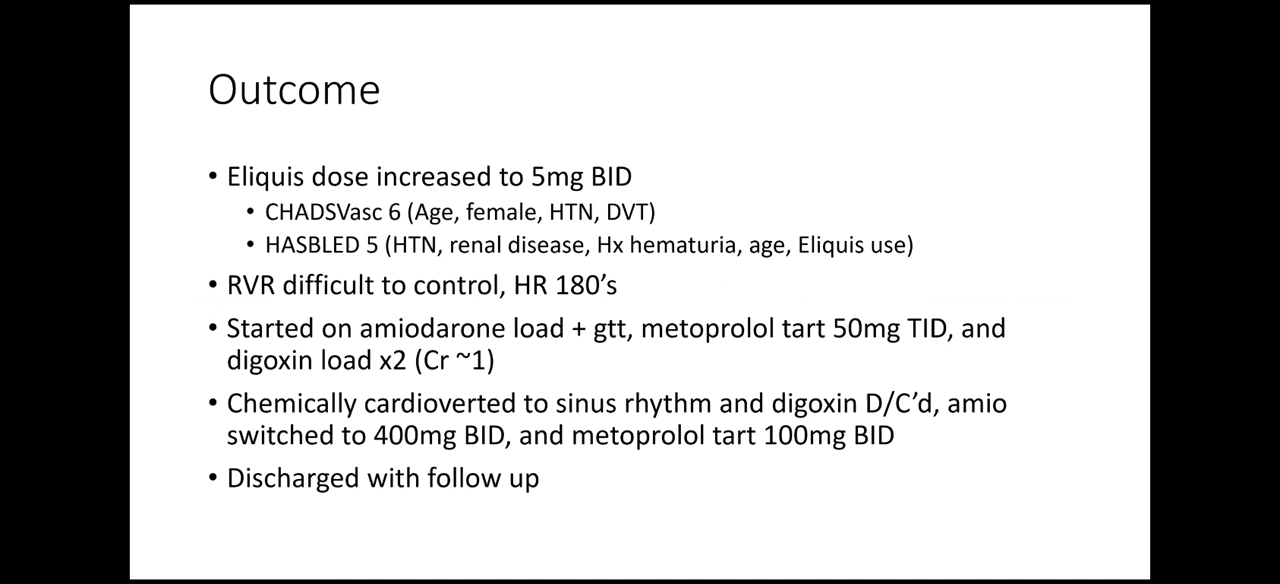 Outcome
• Eliquis dose increased to 5mg BID
• CHADSVasc 6 (Age, female, HTN, DVT)
• HASBLED 5 (HTN, renal disease, Hx hematuria, age, Eliquis use)
• RVR difficult to control, HR 180’s
• Started on amiodarone load + gtt, metoprolol tart 50mg TID, and
digoxin load x2 (Cr ~1)
• Chemically cardioverted to sinus rhythm and digoxin D/C’d, amio
switched to 400mg BID, and metoprolol tart 100mg BID
• Discharged with follow up